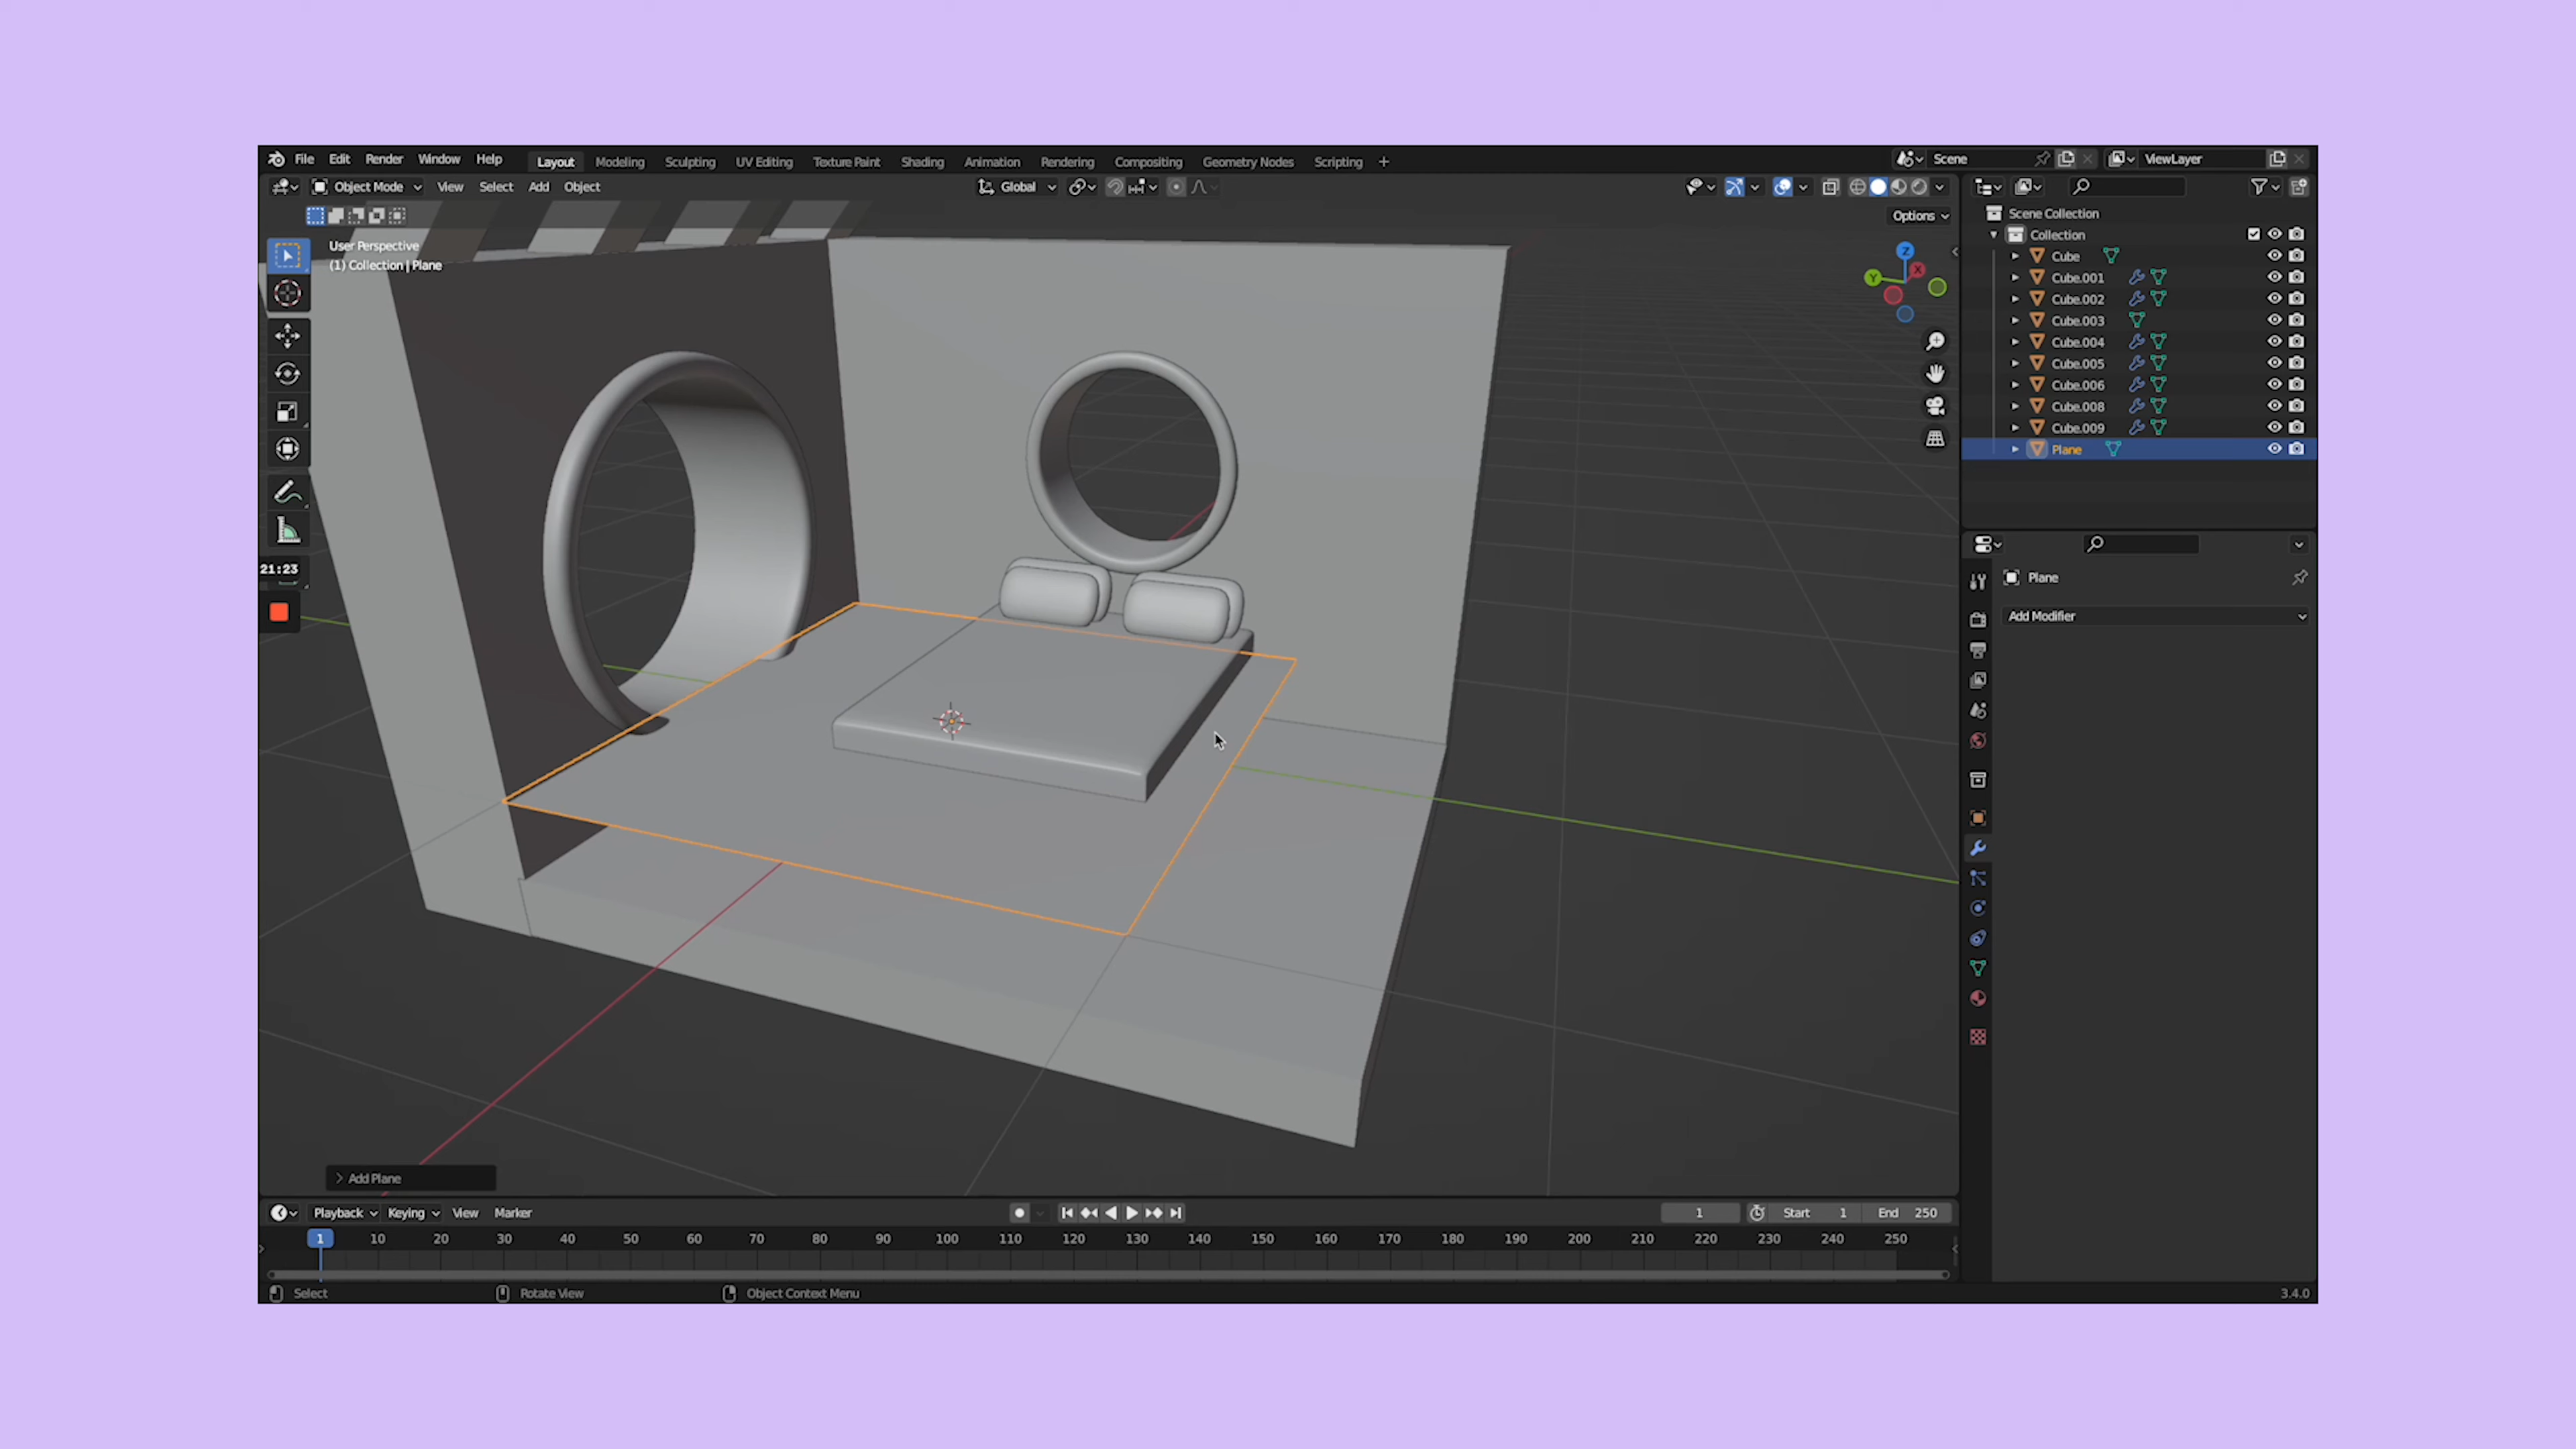 File Edit Render Window Help Layout Modeling Sculpting UV Editing Texture Paint Shading Animation Rendering Compositing Geometry Nodes Scripting + Scene ViewLayer
Object Mode View Select Add Object Global
Options
User Perspective
(1) Collection | Plane
21:23
Scene Collection
Collection
Cube
Cube.001
Cube.002
Cube.003
Cube.004
Cube.005
Cube.006
Cube.008
Cube.009
Plane
Plane
Add Modifier
Z
X
Y
Add Plane
Playback Keying View Marker 1 Start 1 End 250
1 10 20 30 40 50 60 70 80 90 100 110 120 130 140 150 160 170 180 190 200 210 220 230 240 250
Select Rotate View Object Context Menu 3.4.0